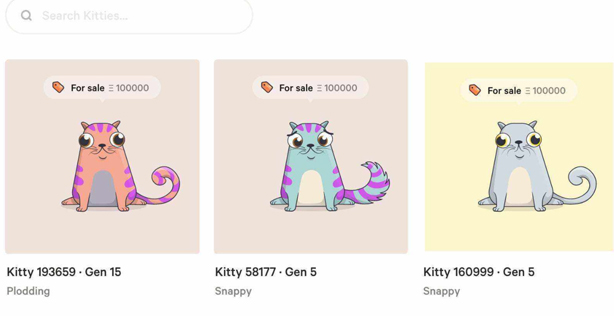 Search Kitties...
For sale Ξ 100000
For sale Ξ 100000
For sale Ξ 100000
Kitty 193659 · Gen 15
Plodding
Kitty 58177 · Gen 5
Snappy
Kitty 160999 · Gen 5
Snappy